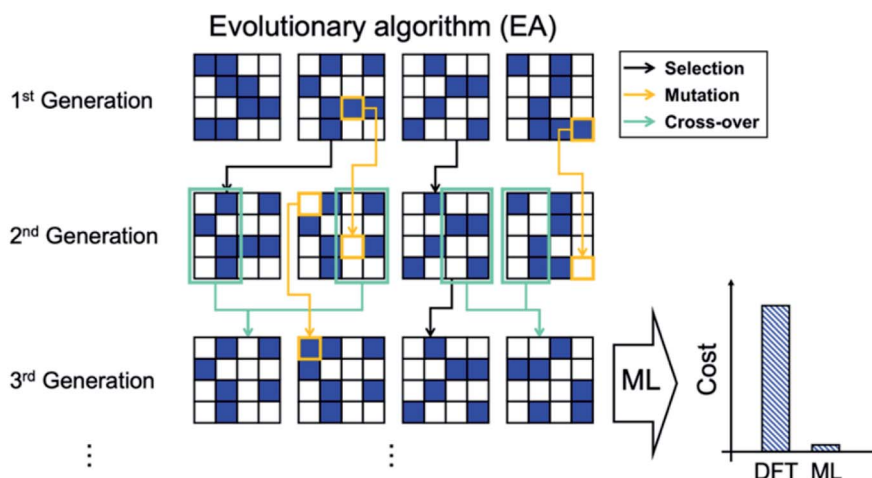 Evolutionary algorithm (EA)
1st Generation
Selection
Mutation
Cross-over
2nd Generation
3rd Generation
ML
Cost
DFT ML